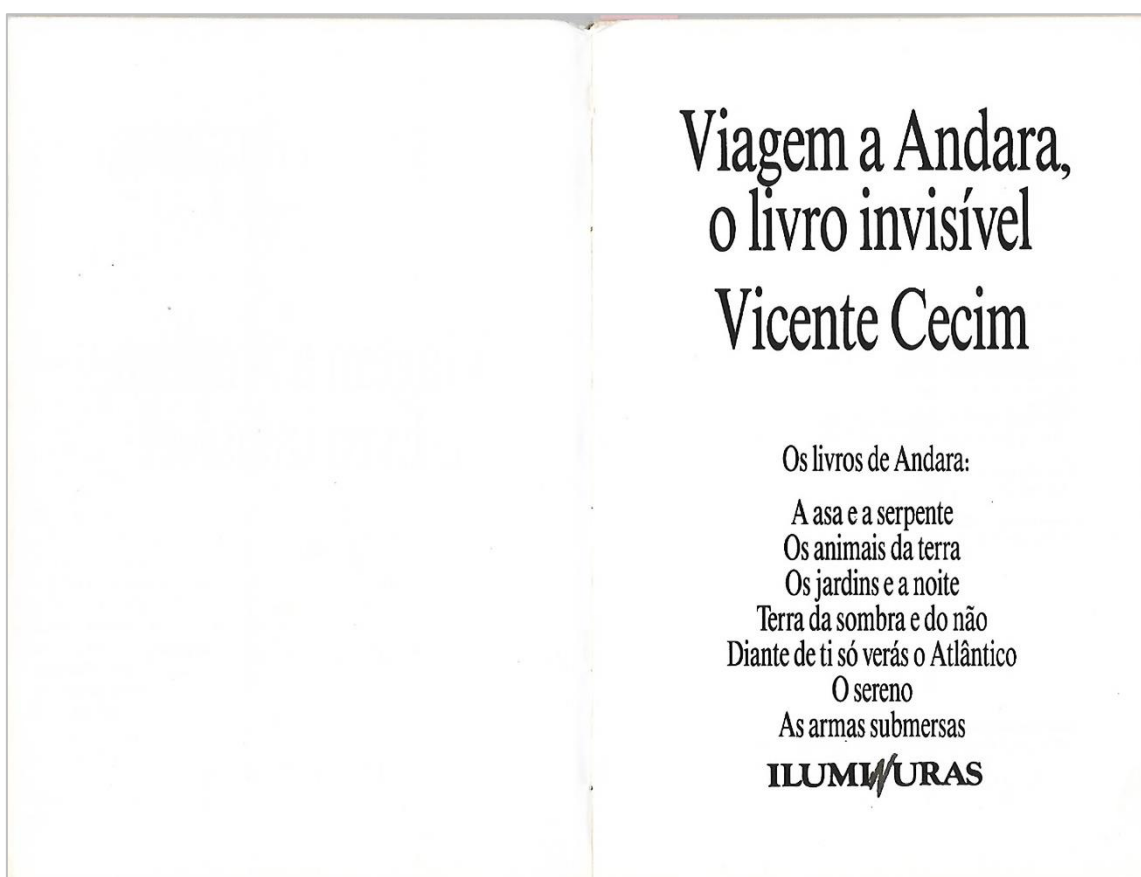 Viagem a Andara,
o livro invisível
Vicente Cecim
Os livros de Andara:
A asa e a serpente
Os animais da terra
Os jardins e a noite
Terra da sombra e do não
Diante de ti só verás o Atlântico
O sereno
As armas submersas
ILUMINURAS